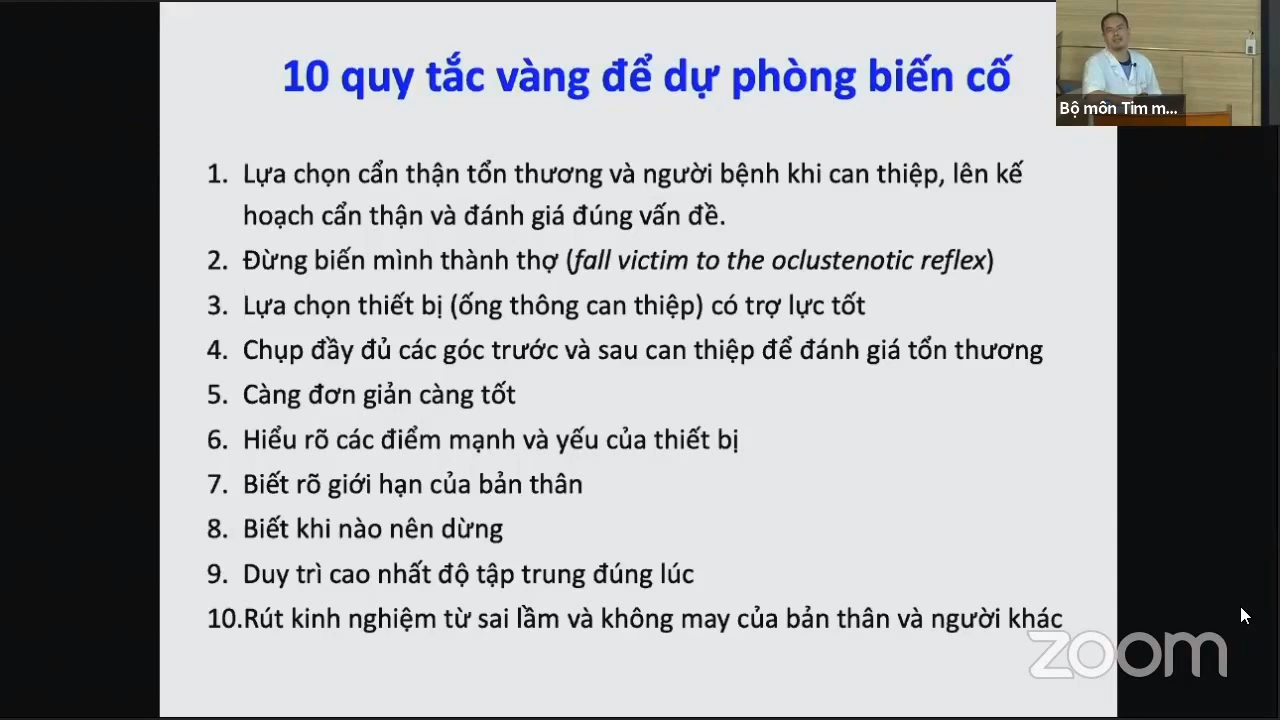 10 quy tắc vàng để dự phòng biến cố
Bộ môn Tim m...
1. Lựa chọn cẩn thận tổn thương và người bệnh khi can thiệp, lên kế
hoạch cẩn thận và đánh giá đúng vấn đề.
2. Đừng biến mình thành thợ (fall victim to the oclustenotic reflex)
3. Lựa chọn thiết bị (ống thông can thiệp) có trợ lực tốt
4. Chụp đầy đủ các góc trước và sau can thiệp để đánh giá tổn thương
5. Càng đơn giản càng tốt
6. Hiểu rõ các điểm mạnh và yếu của thiết bị
7. Biết rõ giới hạn của bản thân
8. Biết khi nào nên dừng
9. Duy trì cao nhất độ tập trung đúng lúc
10.Rút kinh nghiệm từ sai lầm và không may của bản thân và người khác
zoom